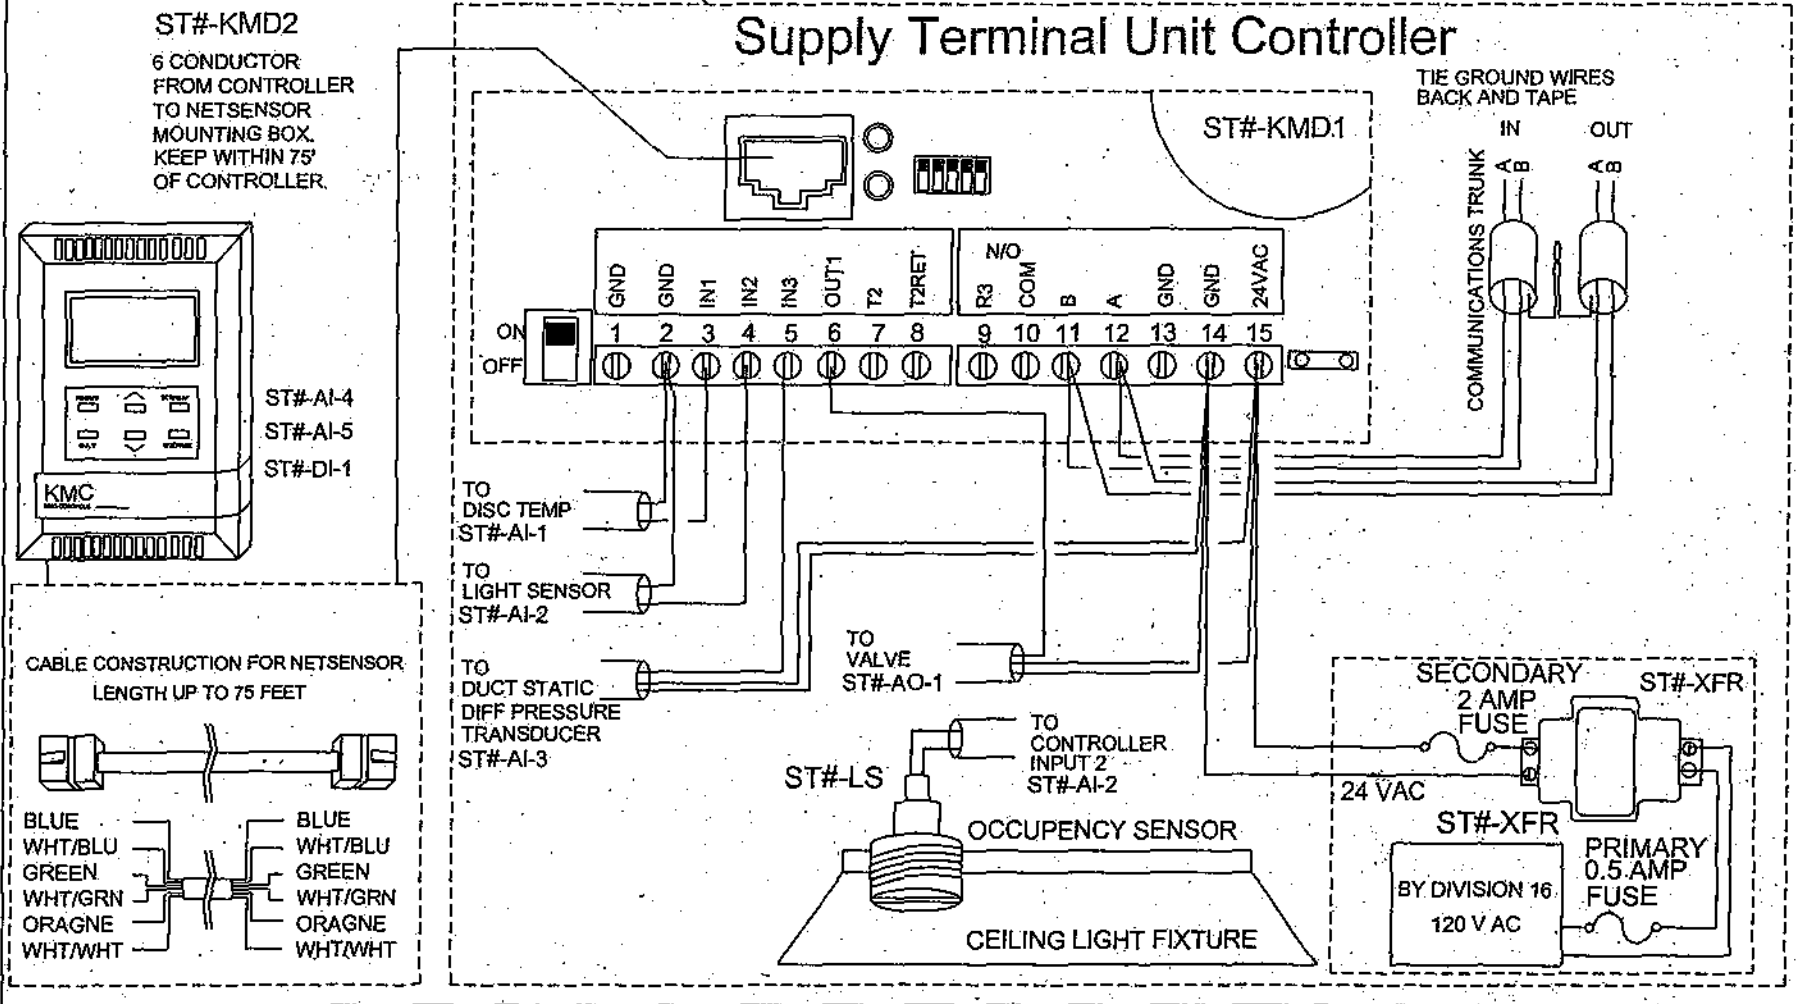 ST#-KMD2
6 CONDUCTOR
FROM CONTROLLER
TO NETSENSOR
MOUNTING BOX.
KEEP WITHIN 75'
OF CONTROLLER.
Supply Terminal Unit Controller
TIE GROUND WIRES
BACK AND TAPE
IN OUT
A B A B
COMMUNICATIONS TRUNK
ST#-KMD1
N/O
GND GND IN1 IN2 IN3 OUT1 T2 T2RET R3 COM B A GND GND 24VAC
1 2 3 4 5 6 7 8 9 10 11 12 13 14 15
ON
OFF
ST#-AI-4
ST#-AI-5
ST#-DI-1
KMC
TO
DISC TEMP
ST#-AI-1
TO
LIGHT SENSOR
ST#-AI-2
TO
DUCT STATIC
DIFF PRESSURE
TRANSDUCER
ST#-AI-3
TO
VALVE
ST#-AO-1
TO
CONTROLLER
INPUT 2
ST#-AI-2
ST#-LS
OCCUPENCY SENSOR
CEILING LIGHT FIXTURE
SECONDARY
2 AMP
FUSE
ST#-XFR
24 VAC
ST#-XFR
PRIMARY
0.5 AMP
FUSE
BY DIVISION 16
120 V AC
CABLE CONSTRUCTION FOR NETSENSOR
LENGTH UP TO 75 FEET
BLUE BLUE
WHT/BLU WHT/BLU
GREEN GREEN
WHT/GRN WHT/GRN
ORAGNE ORAGNE
WHT/WHT WHT/WHT